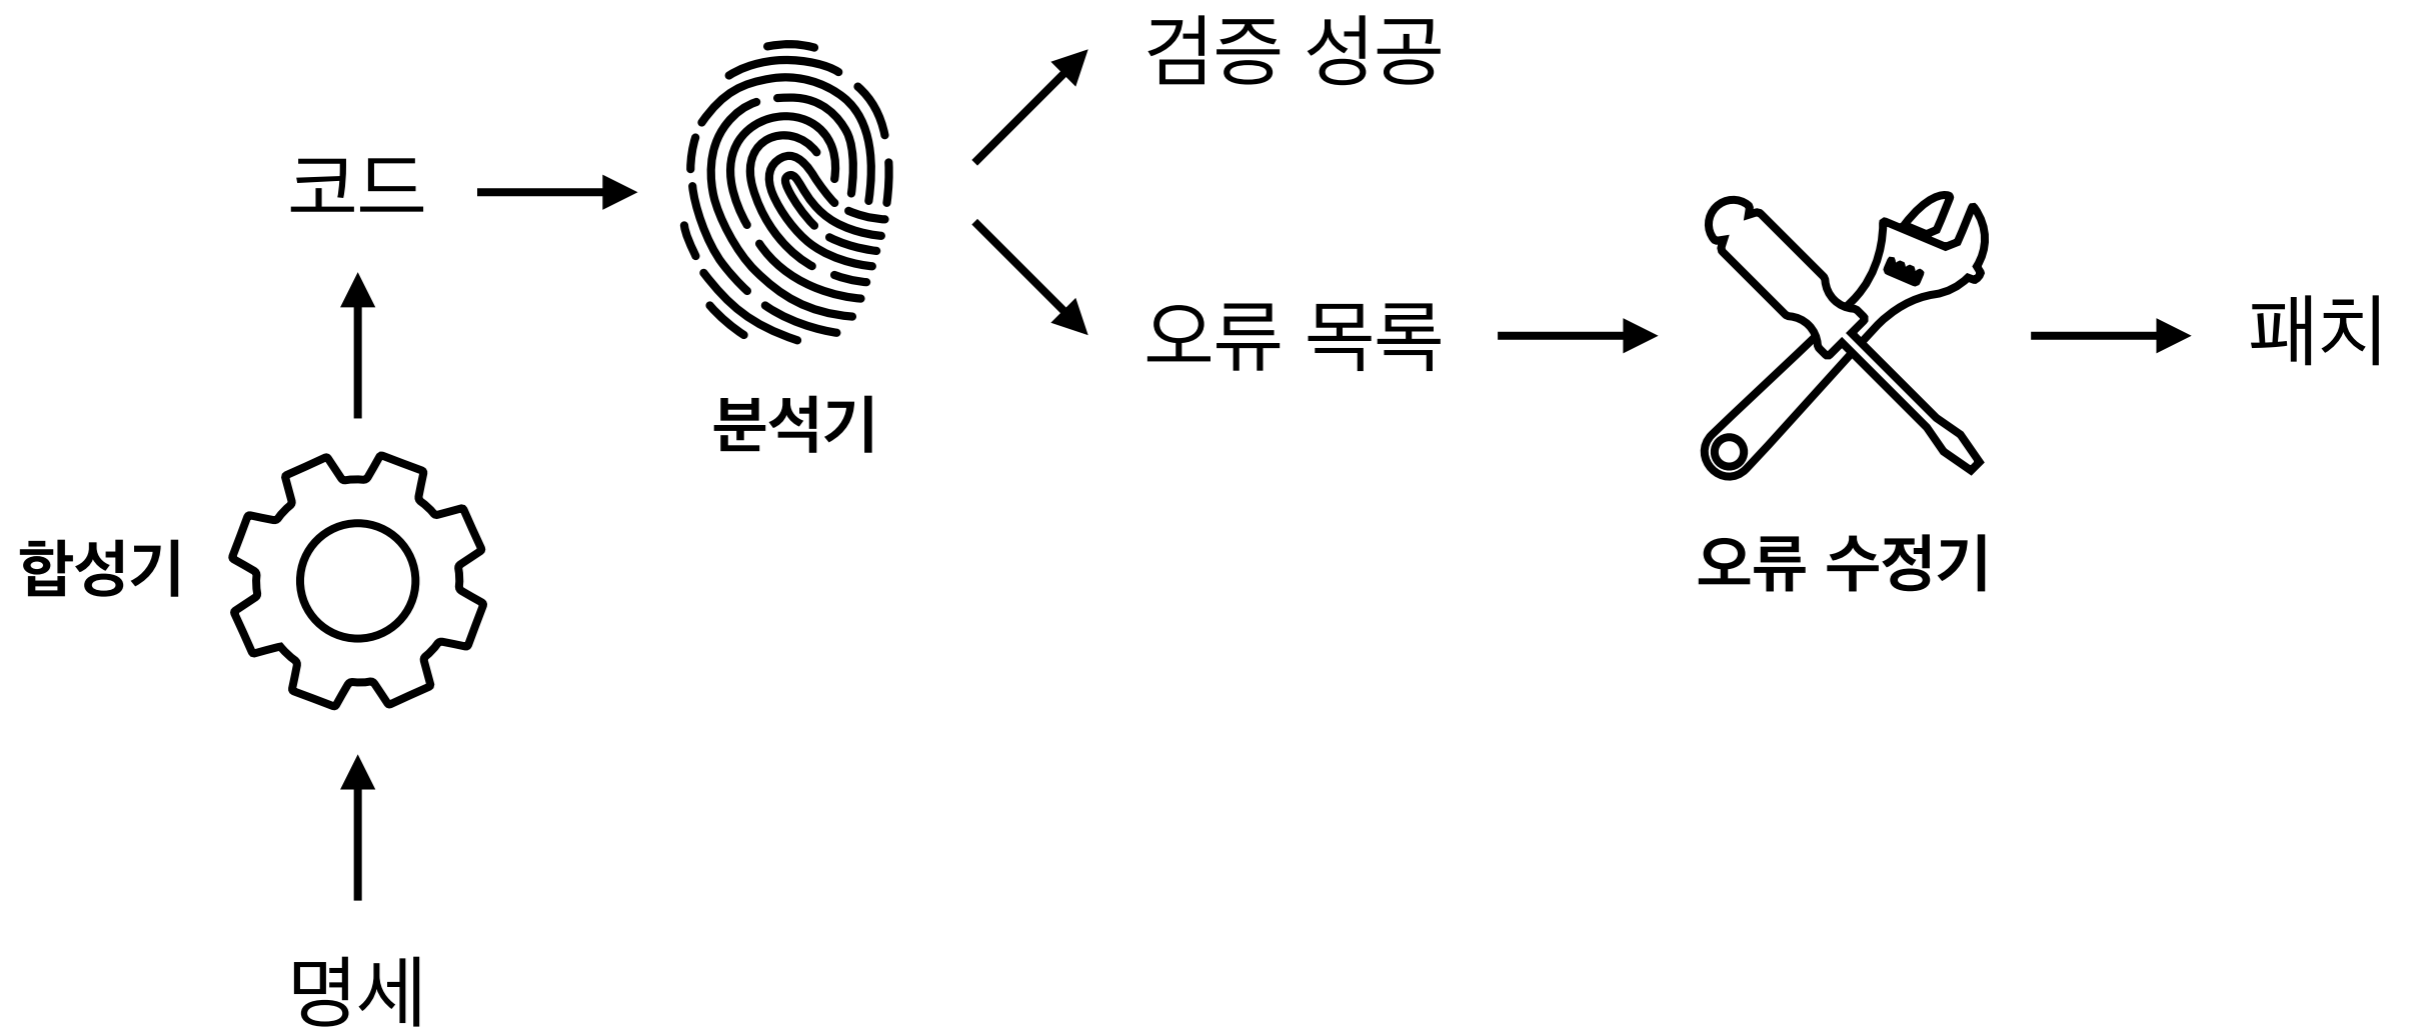 검증 성공
코드
오류 목록
패치
분석기
합성기
오류 수정기
명세